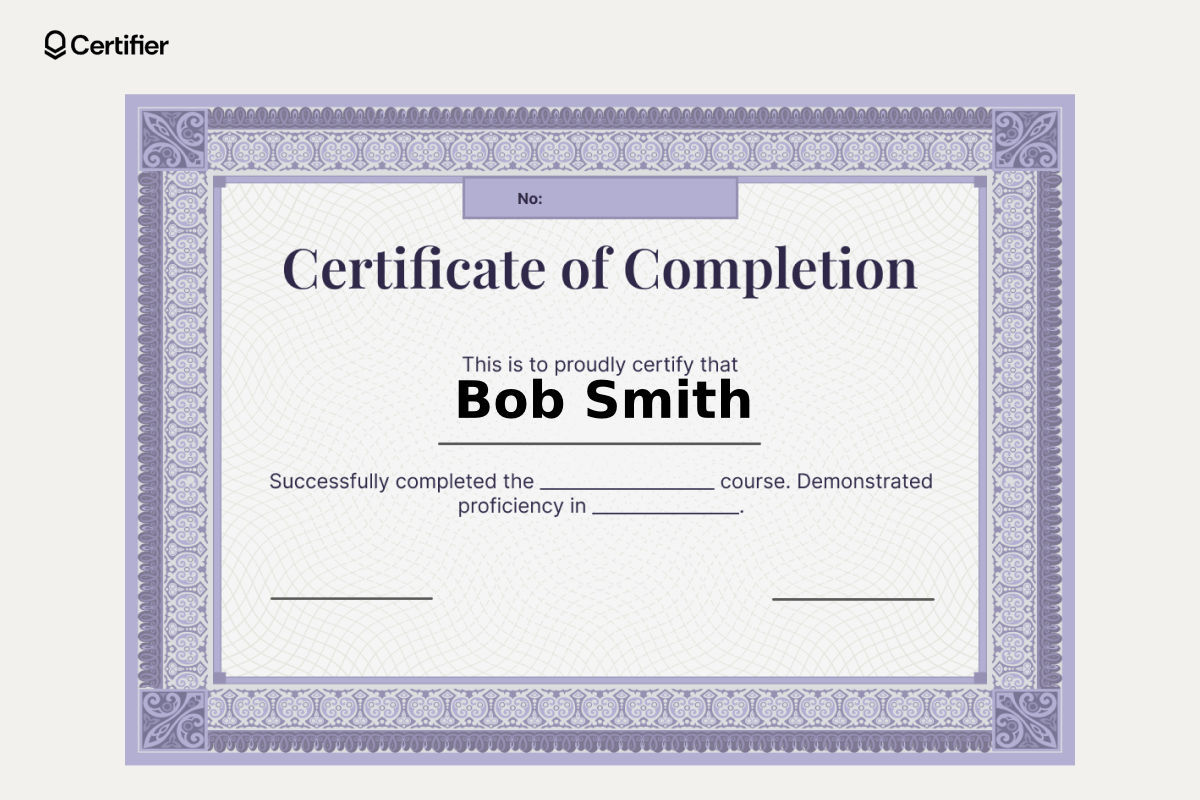 Certifier
No:
Certificate of Completion
This is to proudly certify that
Bob Smith
Successfully completed the ________________ course. Demonstrated
proficiency in ______________.